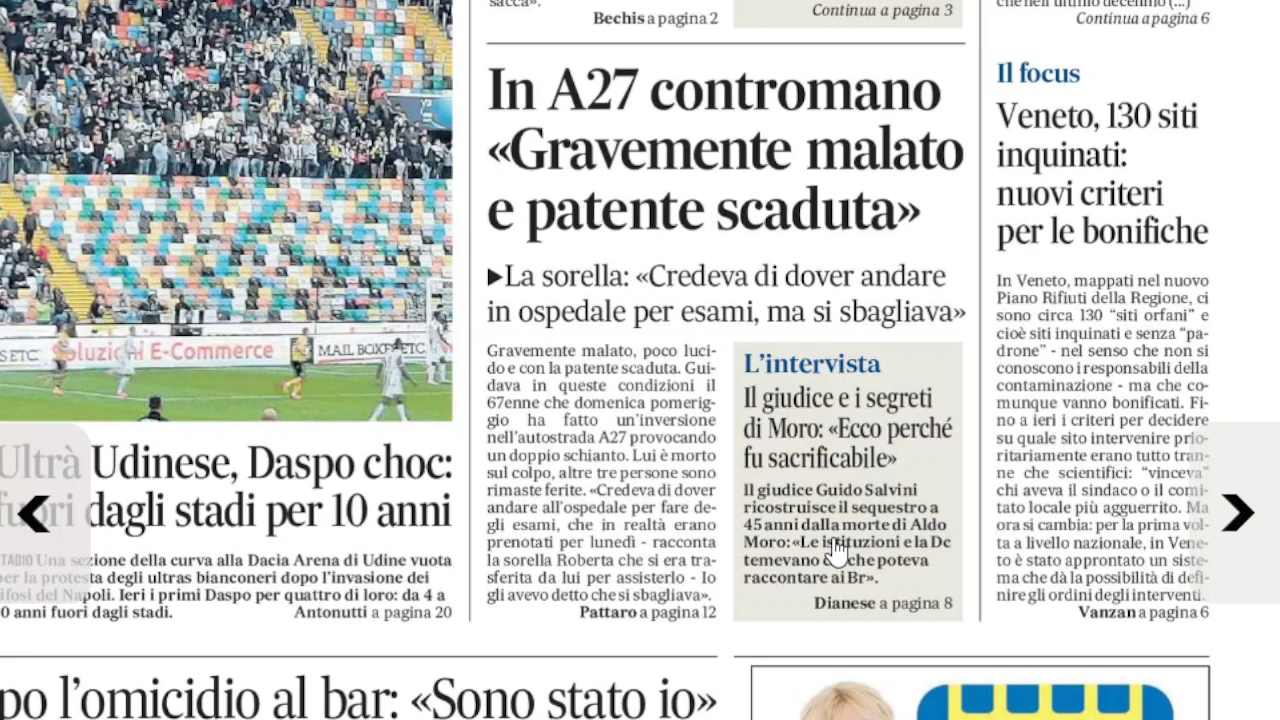 sacca».
Bechis a pagina 2
Continua a pagina 3
che nell'ultimo decennio (...)
Continua a pagina 6
In A27 contromano
«Gravemente malato
e patente scaduta»
▶La sorella: «Credeva di dover andare
in ospedale per esami, ma si sbagliava»
Gravemente malato, poco luci-
do e con la patente scaduta. Gui-
dava in queste condizioni il
67enne che domenica pomerig-
gio ha fatto un'inversione
nell'autostrada A27 provocando
un doppio schianto. Lui è morto
sul colpo, altre tre persone sono
rimaste ferite. «Credeva di dover
andare all'ospedale per fare de-
gli esami, che in realtà erano
prenotati per lunedì - racconta
la sorella Roberta che si era tra-
sferita da lui per assisterlo - Io
gli avevo detto che si sbagliava».
Pattaro a pagina 12
L'intervista
Il giudice e i segreti
di Moro: «Ecco perché
fu sacrificabile»
Il giudice Guido Salvini
ricostruisce il sequestro a
45 anni dalla morte di Aldo
Moro: «Le istituzioni e la Dc
temevano che poteva
raccontare ai Br».
Dianese a pagina 8
Il focus
Veneto, 130 siti
inquinati:
nuovi criteri
per le bonifiche
In Veneto, mappati nel nuovo
Piano Rifiuti della Regione, ci
sono circa 130 "siti orfani" e
cioè siti inquinati e senza "pa-
drone" - nel senso che non si
conoscono i responsabili della
contaminazione - ma che co-
munque vanno bonificati. Fi-
no a ieri i criteri per decidere
su quale sito intervenire prio-
ritariamente erano tutto tran-
ne che scientifici: "vinceva"
chi aveva il sindaco o il comi-
tato locale più agguerrito. Ma
ora si cambia: per la prima vol-
ta a livello nazionale, in Vene-
to è stato approntato un siste-
ma che dà la possibilità di defi-
nire gli ordini degli interventi.
Vanzan a pagina 6
ETC.
Soluzioni E-Commerce
MAIL BOXES ETC.
Ultrà Udinese, Daspo choc:
fuori dagli stadi per 10 anni
STADIO Una sezione della curva alla Dacia Arena di Udine vuota
per la protesta degli ultras bianconeri dopo l'invasione dei
tifosi del Napoli. Ieri i primi Daspo per quattro di loro: da 4 a
10 anni fuori dagli stadi.
Antonutti a pagina 20
po l'omicidio al bar: «Sono stato io»